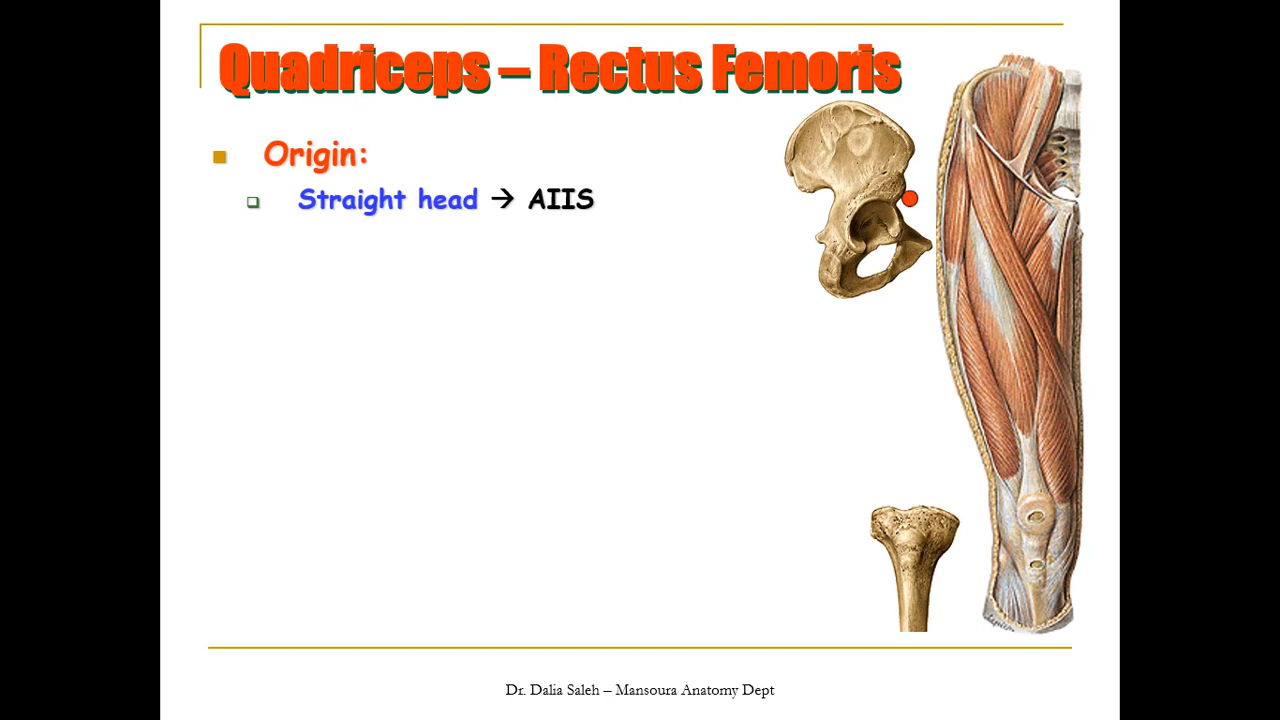 Quadriceps – Rectus Femoris
Origin:
Straight head → AIIS
Dr. Dalia Saleh – Mansoura Anatomy Dept